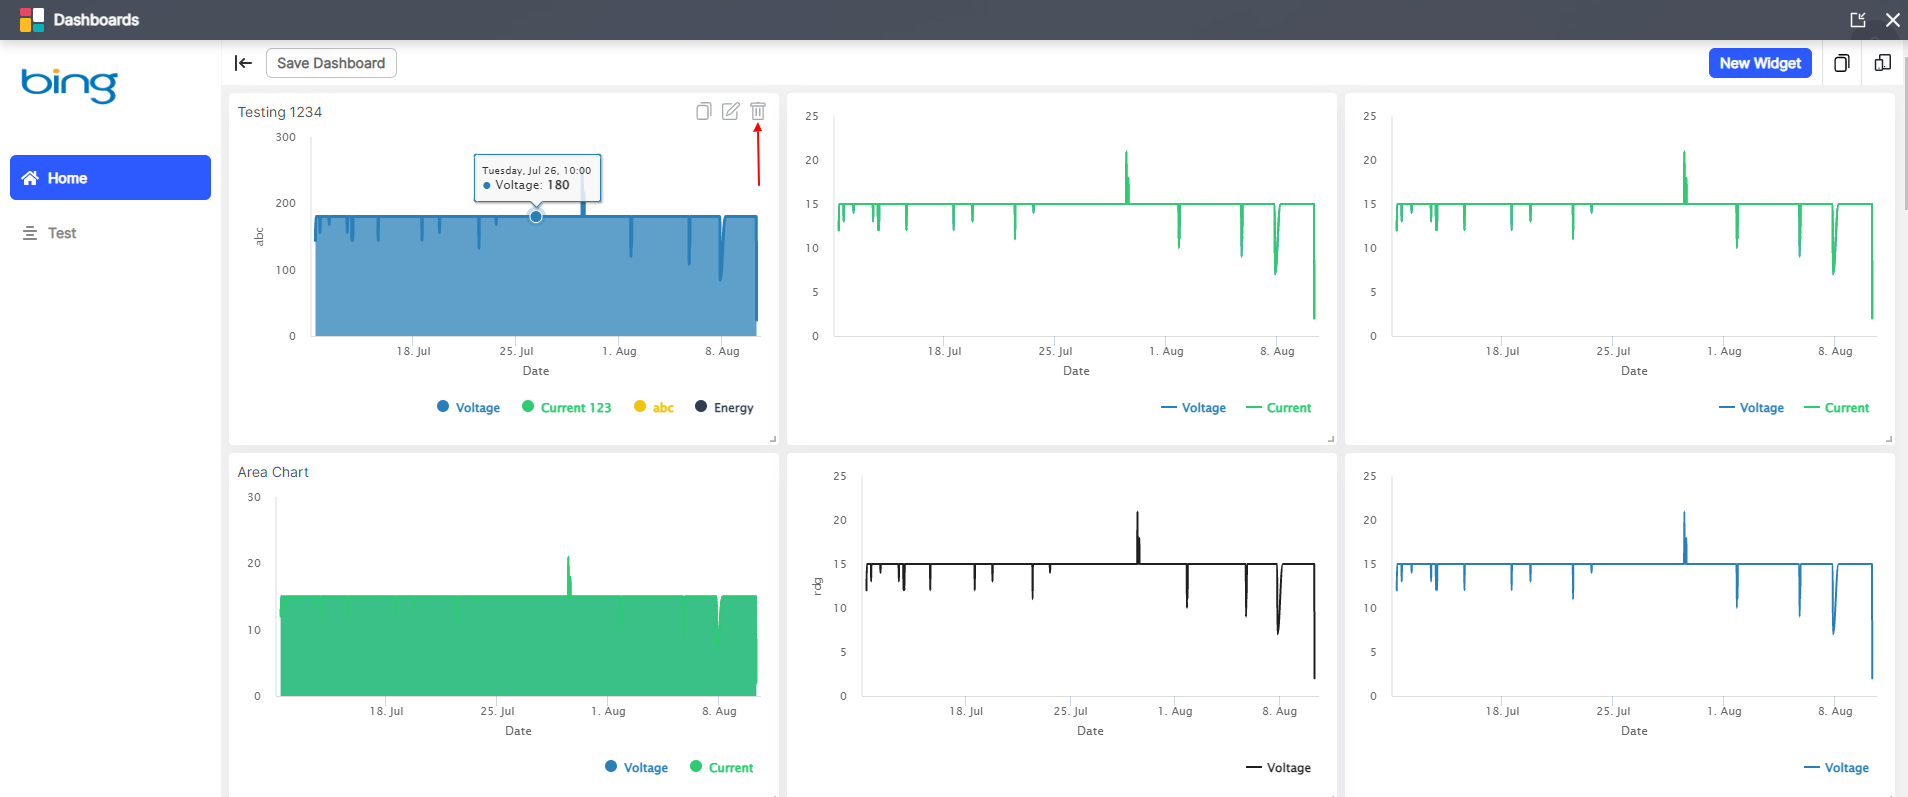 Dashboards
bing
Save Dashboard
New Widget
Home
Test
Testing 1234
300
200
100
0
abc
Tuesday, Jul 26, 10:00
Voltage: 180
18. Jul 25. Jul 1. Aug 8. Aug
Date
Voltage Current 123 abc Energy
25
20
15
10
5
0
18. Jul 25. Jul 1. Aug 8. Aug
Date
Voltage Current
25
20
15
10
5
0
18. Jul 25. Jul 1. Aug 8. Aug
Date
Voltage Current
Area Chart
30
20
10
0
18. Jul 25. Jul 1. Aug 8. Aug
Date
Voltage Current
25
20
15
10
5
0
rdg
18. Jul 25. Jul 1. Aug 8. Aug
Date
Voltage
25
20
15
10
5
0
18. Jul 25. Jul 1. Aug 8. Aug
Date
Voltage